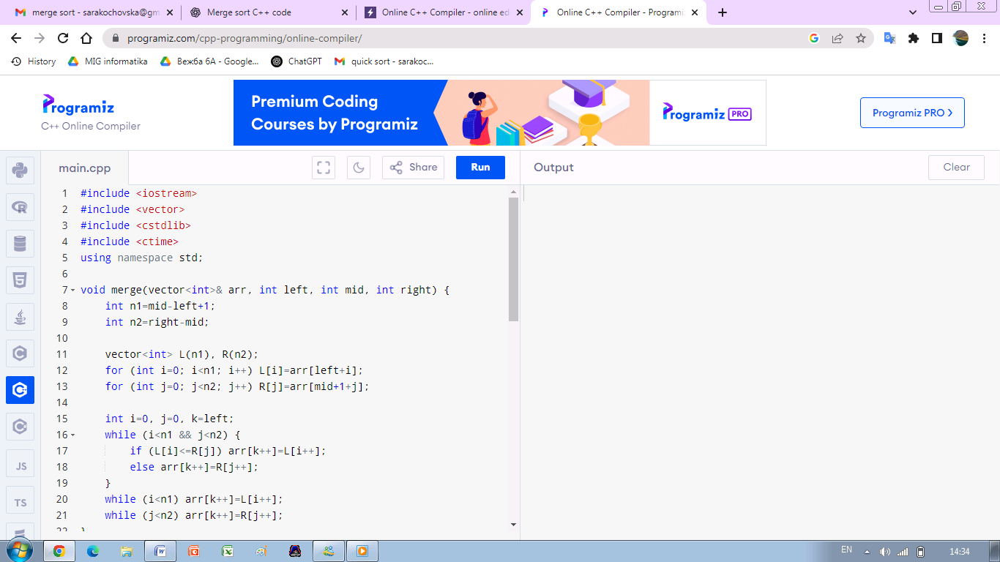 merge sort - sarakochovska@gm
Merge sort C++ code
Online C++ Compiler - online ed
Online C++ Compiler - Programi
programiz.com/cpp-programming/online-compiler/
History
MIG informatika
Вежба 6А - Google...
ChatGPT
quick sort - sarakoc...
Programiz
C++ Online Compiler
Premium Coding
Courses by Programiz
Programiz PRO
Programiz PRO
main.cpp
Share
Run
Output
Clear
1 #include <iostream>
2 #include <vector>
3 #include <cstdlib>
4 #include <ctime>
5 using namespace std;
6
7 void merge(vector<int>& arr, int left, int mid, int right) {
8 int n1=mid-left+1;
9 int n2=right-mid;
10
11 vector<int> L(n1), R(n2);
12 for (int i=0; i<n1; i++) L[i]=arr[left+i];
13 for (int j=0; j<n2; j++) R[j]=arr[mid+1+j];
14
15 int i=0, j=0, k=left;
16 while (i<n1 && j<n2) {
17 if (L[i]<=R[j]) arr[k++]=L[i++];
18 else arr[k++]=R[j++];
19 }
20 while (i<n1) arr[k++]=L[i++];
21 while (j<n2) arr[k++]=R[j++];
22 }
JS
TS
EN
14:34